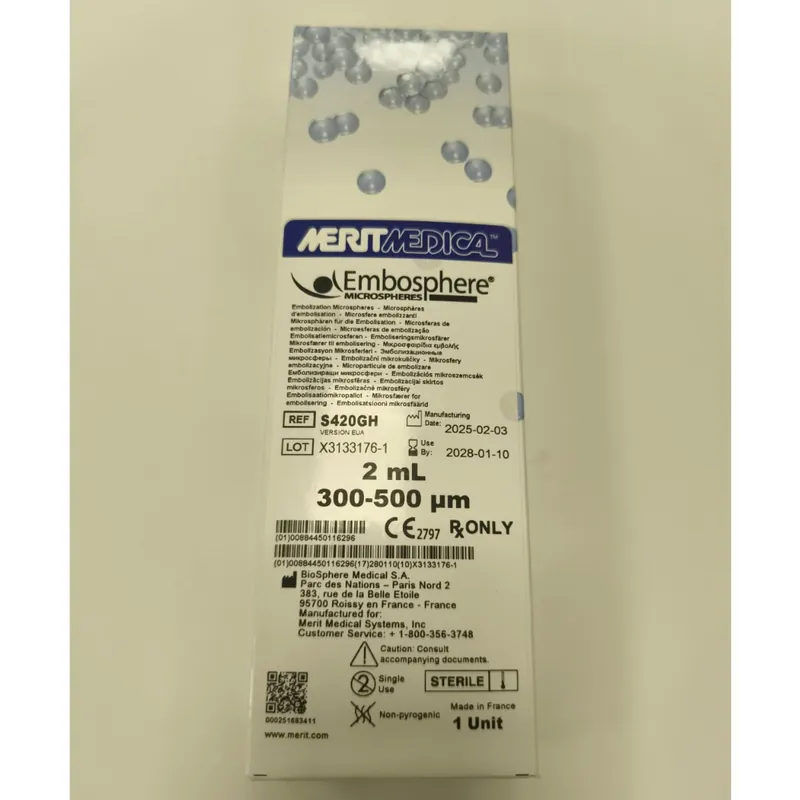 MERITMEDICAL™
Embosphere®
MICROSPHERES
Embolization Microspheres - Microsphères
d'embolisation - Microsfere embolizzanti
Mikrosphären für die Embolisation - Microsferas de
embolización - Microesferas de embolização
Embolisatiemicrosferen - Emboliseringsmikrosfärer
Mikrosfærer til embolisering - Μικροσφαιρίδια εμβολής
Embolizasyon Mikrosferleri - Эмболизационные
микросферы - Embolizační mikrokuličky - Mikrosfery
embolizacyjne - Microparticule de embolizare
Емболизиращи микросфери - Embolizációs mikroszemcsék
Embolizācijas mikrosfēras - Embolizacijai skirtos
mikrosferos - Embolizačné mikrosféry
Embolisaatiomikropallot - Mikrosfærer for
embolisering - Embolisatsiooni mikrosfäärid
REF S420GH
VERSION EUA
Manufacturing
Date: 2025-02-03
LOT X3133176-1
Use
By: 2028-01-10
2 mL
300-500 µm
(01)00884450116296
CE 2797 RxONLY
(01)00884450116296(17)280110(10)X3133176-1
BioSphere Medical S.A.
Parc des Nations – Paris Nord 2
383, rue de la Belle Etoile
95700 Roissy en France - France
Manufactured for:
Merit Medical Systems, Inc
Customer Service: + 1-800-356-3748
Caution: Consult
accompanying documents.
2 Single
Use
STERILE
Non-pyrogenic
Made in France
1 Unit
000251683411
www.merit.com